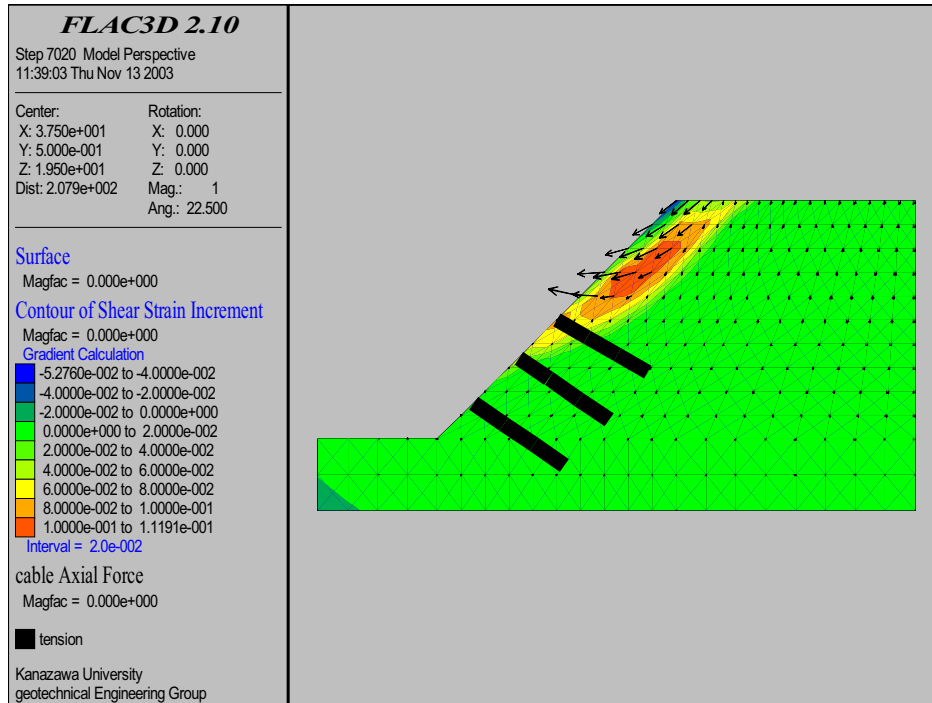 FLAC3D 2.10
Step 7020 Model Perspective
11:39:03 Thu Nov 13 2003
Center: Rotation:
X: 3.750e+001 X: 0.000
Y: 5.000e-001 Y: 0.000
Z: 1.950e+001 Z: 0.000
Dist: 2.079e+002 Mag.: 1
Ang.: 22.500
Surface
Magfac = 0.000e+000
Contour of Shear Strain Increment
Magfac = 0.000e+000
Gradient Calculation
-5.2760e-002 to -4.0000e-002
-4.0000e-002 to -2.0000e-002
-2.0000e-002 to 0.0000e+000
0.0000e+000 to 2.0000e-002
2.0000e-002 to 4.0000e-002
4.0000e-002 to 6.0000e-002
6.0000e-002 to 8.0000e-002
8.0000e-002 to 1.0000e-001
1.0000e-001 to 1.1191e-001
Interval = 2.0e-002
cable Axial Force
Magfac = 0.000e+000
tension
Kanazawa University
geotechnical Engineering Group